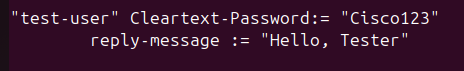 "test-user" Cleartext-Password:= "Cisco123"
reply-message := "Hello, Tester"